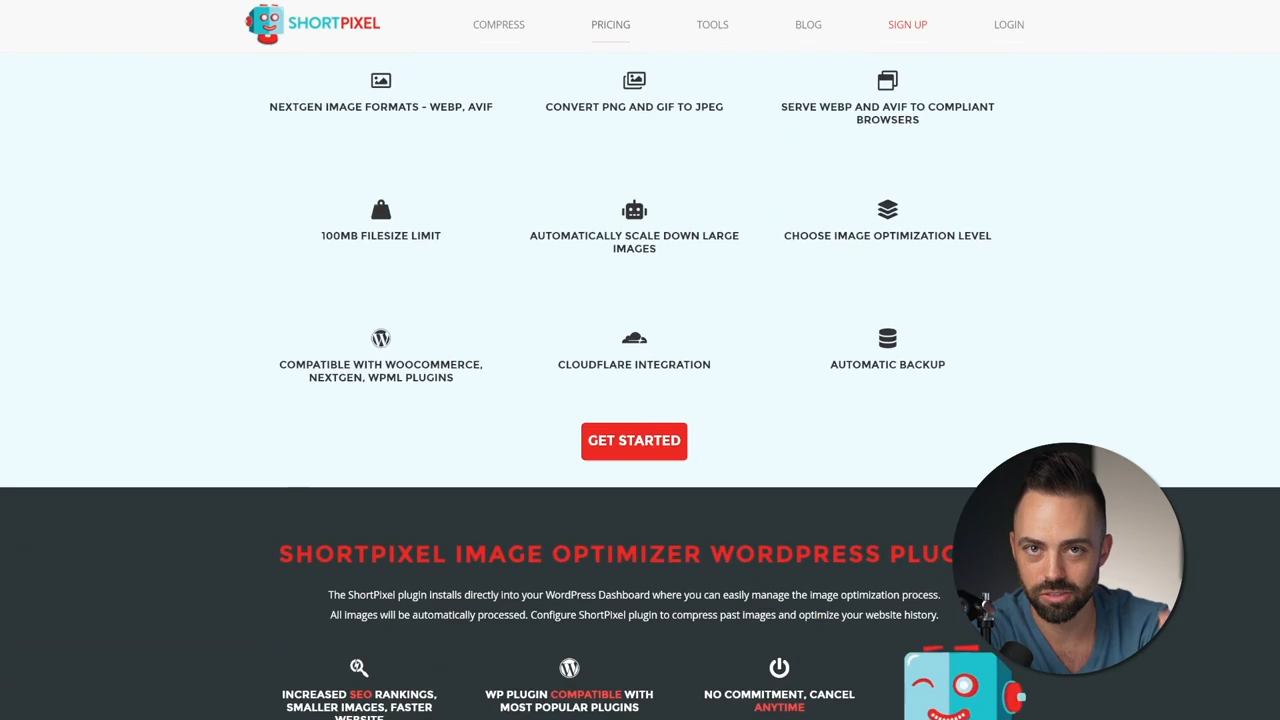 SHORTPIXEL
COMPRESS
PRICING
TOOLS
BLOG
SIGN UP
LOGIN
NEXTGEN IMAGE FORMATS - WEBP, AVIF
CONVERT PNG AND GIF TO JPEG
SERVE WEBP AND AVIF TO COMPLIANT
BROWSERS
100MB FILESIZE LIMIT
AUTOMATICALLY SCALE DOWN LARGE
IMAGES
CHOOSE IMAGE OPTIMIZATION LEVEL
COMPATIBLE WITH WOOCOMMERCE,
NEXTGEN, WPML PLUGINS
CLOUDFLARE INTEGRATION
AUTOMATIC BACKUP
GET STARTED
SHORTPIXEL IMAGE OPTIMIZER WORDPRESS PLU
The ShortPixel plugin installs directly into your WordPress Dashboard where you can easily manage the image optimization process.
All images will be automatically processed. Configure ShortPixel plugin to compress past images and optimize your website history.
INCREASED SEO RANKINGS,
SMALLER IMAGES, FASTER
WEBSITE
WP PLUGIN COMPATIBLE WITH
MOST POPULAR PLUGINS
NO COMMITMENT, CANCEL
ANYTIME